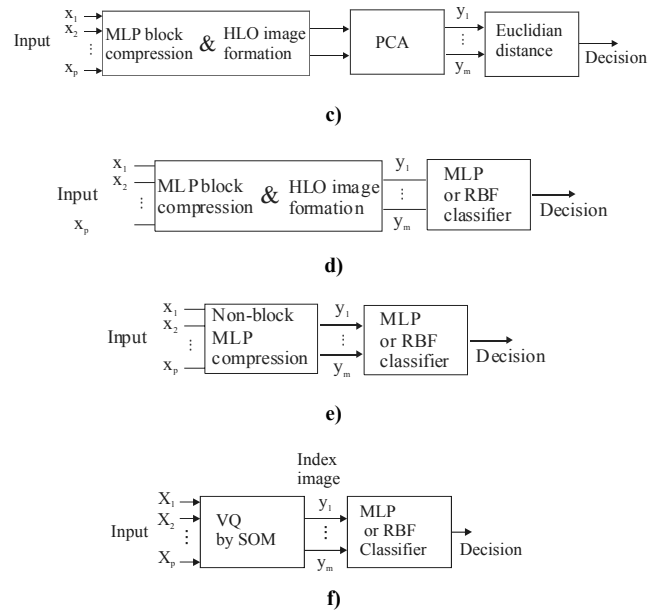 x₁
x₂
Input
⋮
xₚ
MLP block
compression
&
HLO image
formation
PCA
y₁
⋮
yₘ
Euclidian
distance
Decision
c)
x₁
x₂
Input
⋮
xₚ
MLP block
compression
&
HLO image
formation
y₁
⋮
yₘ
MLP
or RBF
classifier
Decision
d)
x₁
x₂
Input
⋮
xₚ
Non-block
MLP
compression
y₁
⋮
yₘ
MLP
or RBF
classifier
Decision
e)
Index
image
X₁
X₂
Input
⋮
Xₚ
VQ
by SOM
y₁
⋮
yₘ
MLP
or RBF
Classifier
Decision
f)